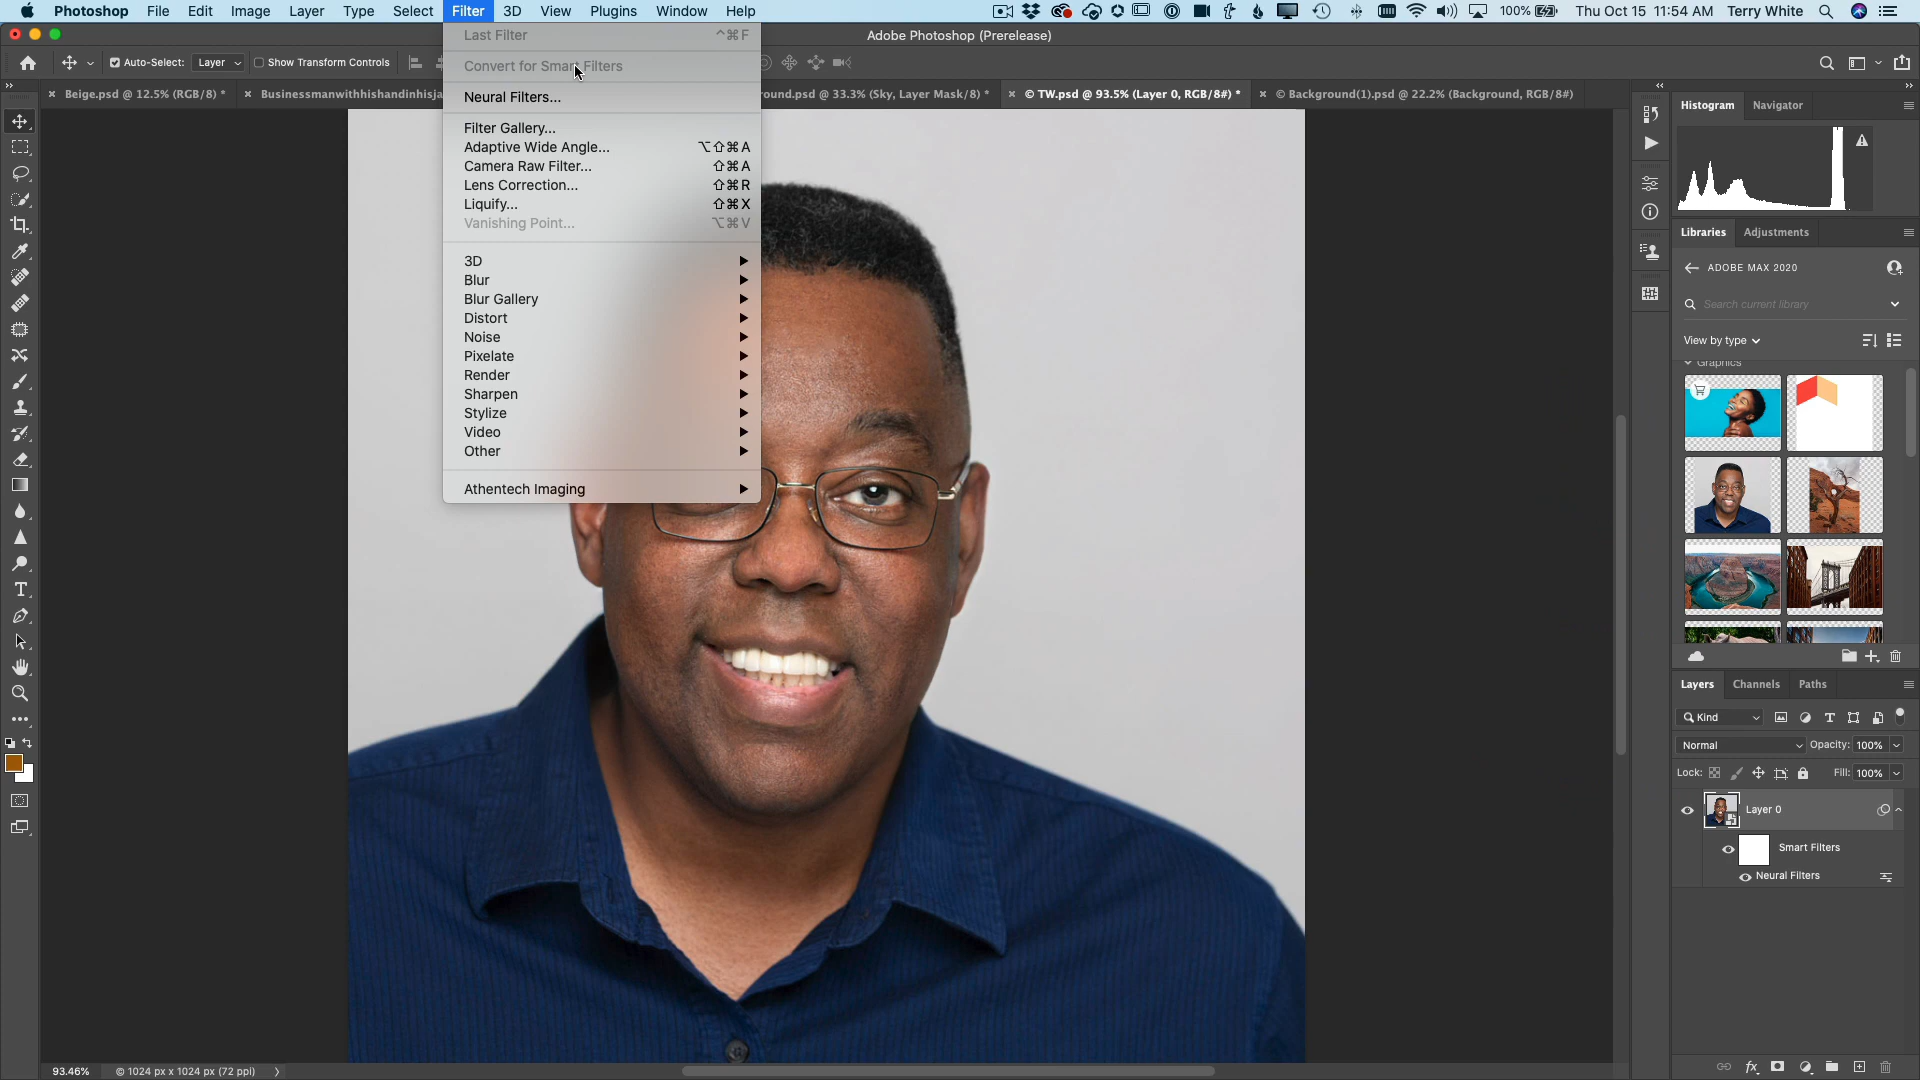 Photoshop File Edit Image Layer Type Select Filter 3D View Plugins Window Help 100% Thu Oct 15 11:54 AM Terry White
Adobe Photoshop (Prerelease)
Auto-Select: Layer Show Transform Controls
Beige.psd @ 12.5% (RGB/8) * Businessmanwithhishandinhisja ound.psd @ 33.3% (Sky, Layer Mask/8) * © TW.psd @ 93.5% (Layer 0, RGB/8#) * © Background(1).psd @ 22.2% (Background, RGB/8#)
Last Filter ^⌘F
Convert for Smart Filters
Neural Filters...
Filter Gallery...
Adaptive Wide Angle... ⌥⇧⌘A
Camera Raw Filter... ⇧⌘A
Lens Correction... ⇧⌘R
Liquify... ⇧⌘X
Vanishing Point... ⌥⌘V
3D
Blur
Blur Gallery
Distort
Noise
Pixelate
Render
Sharpen
Stylize
Video
Other
Athentech Imaging
Histogram Navigator
Libraries Adjustments
ADOBE MAX 2020
Search current library
View by type
Graphics
Layers Channels Paths
Kind
Normal Opacity: 100%
Lock: Fill: 100%
Layer 0
Smart Filters
Neural Filters
93.46% © 1024 px x 1024 px (72 ppi)